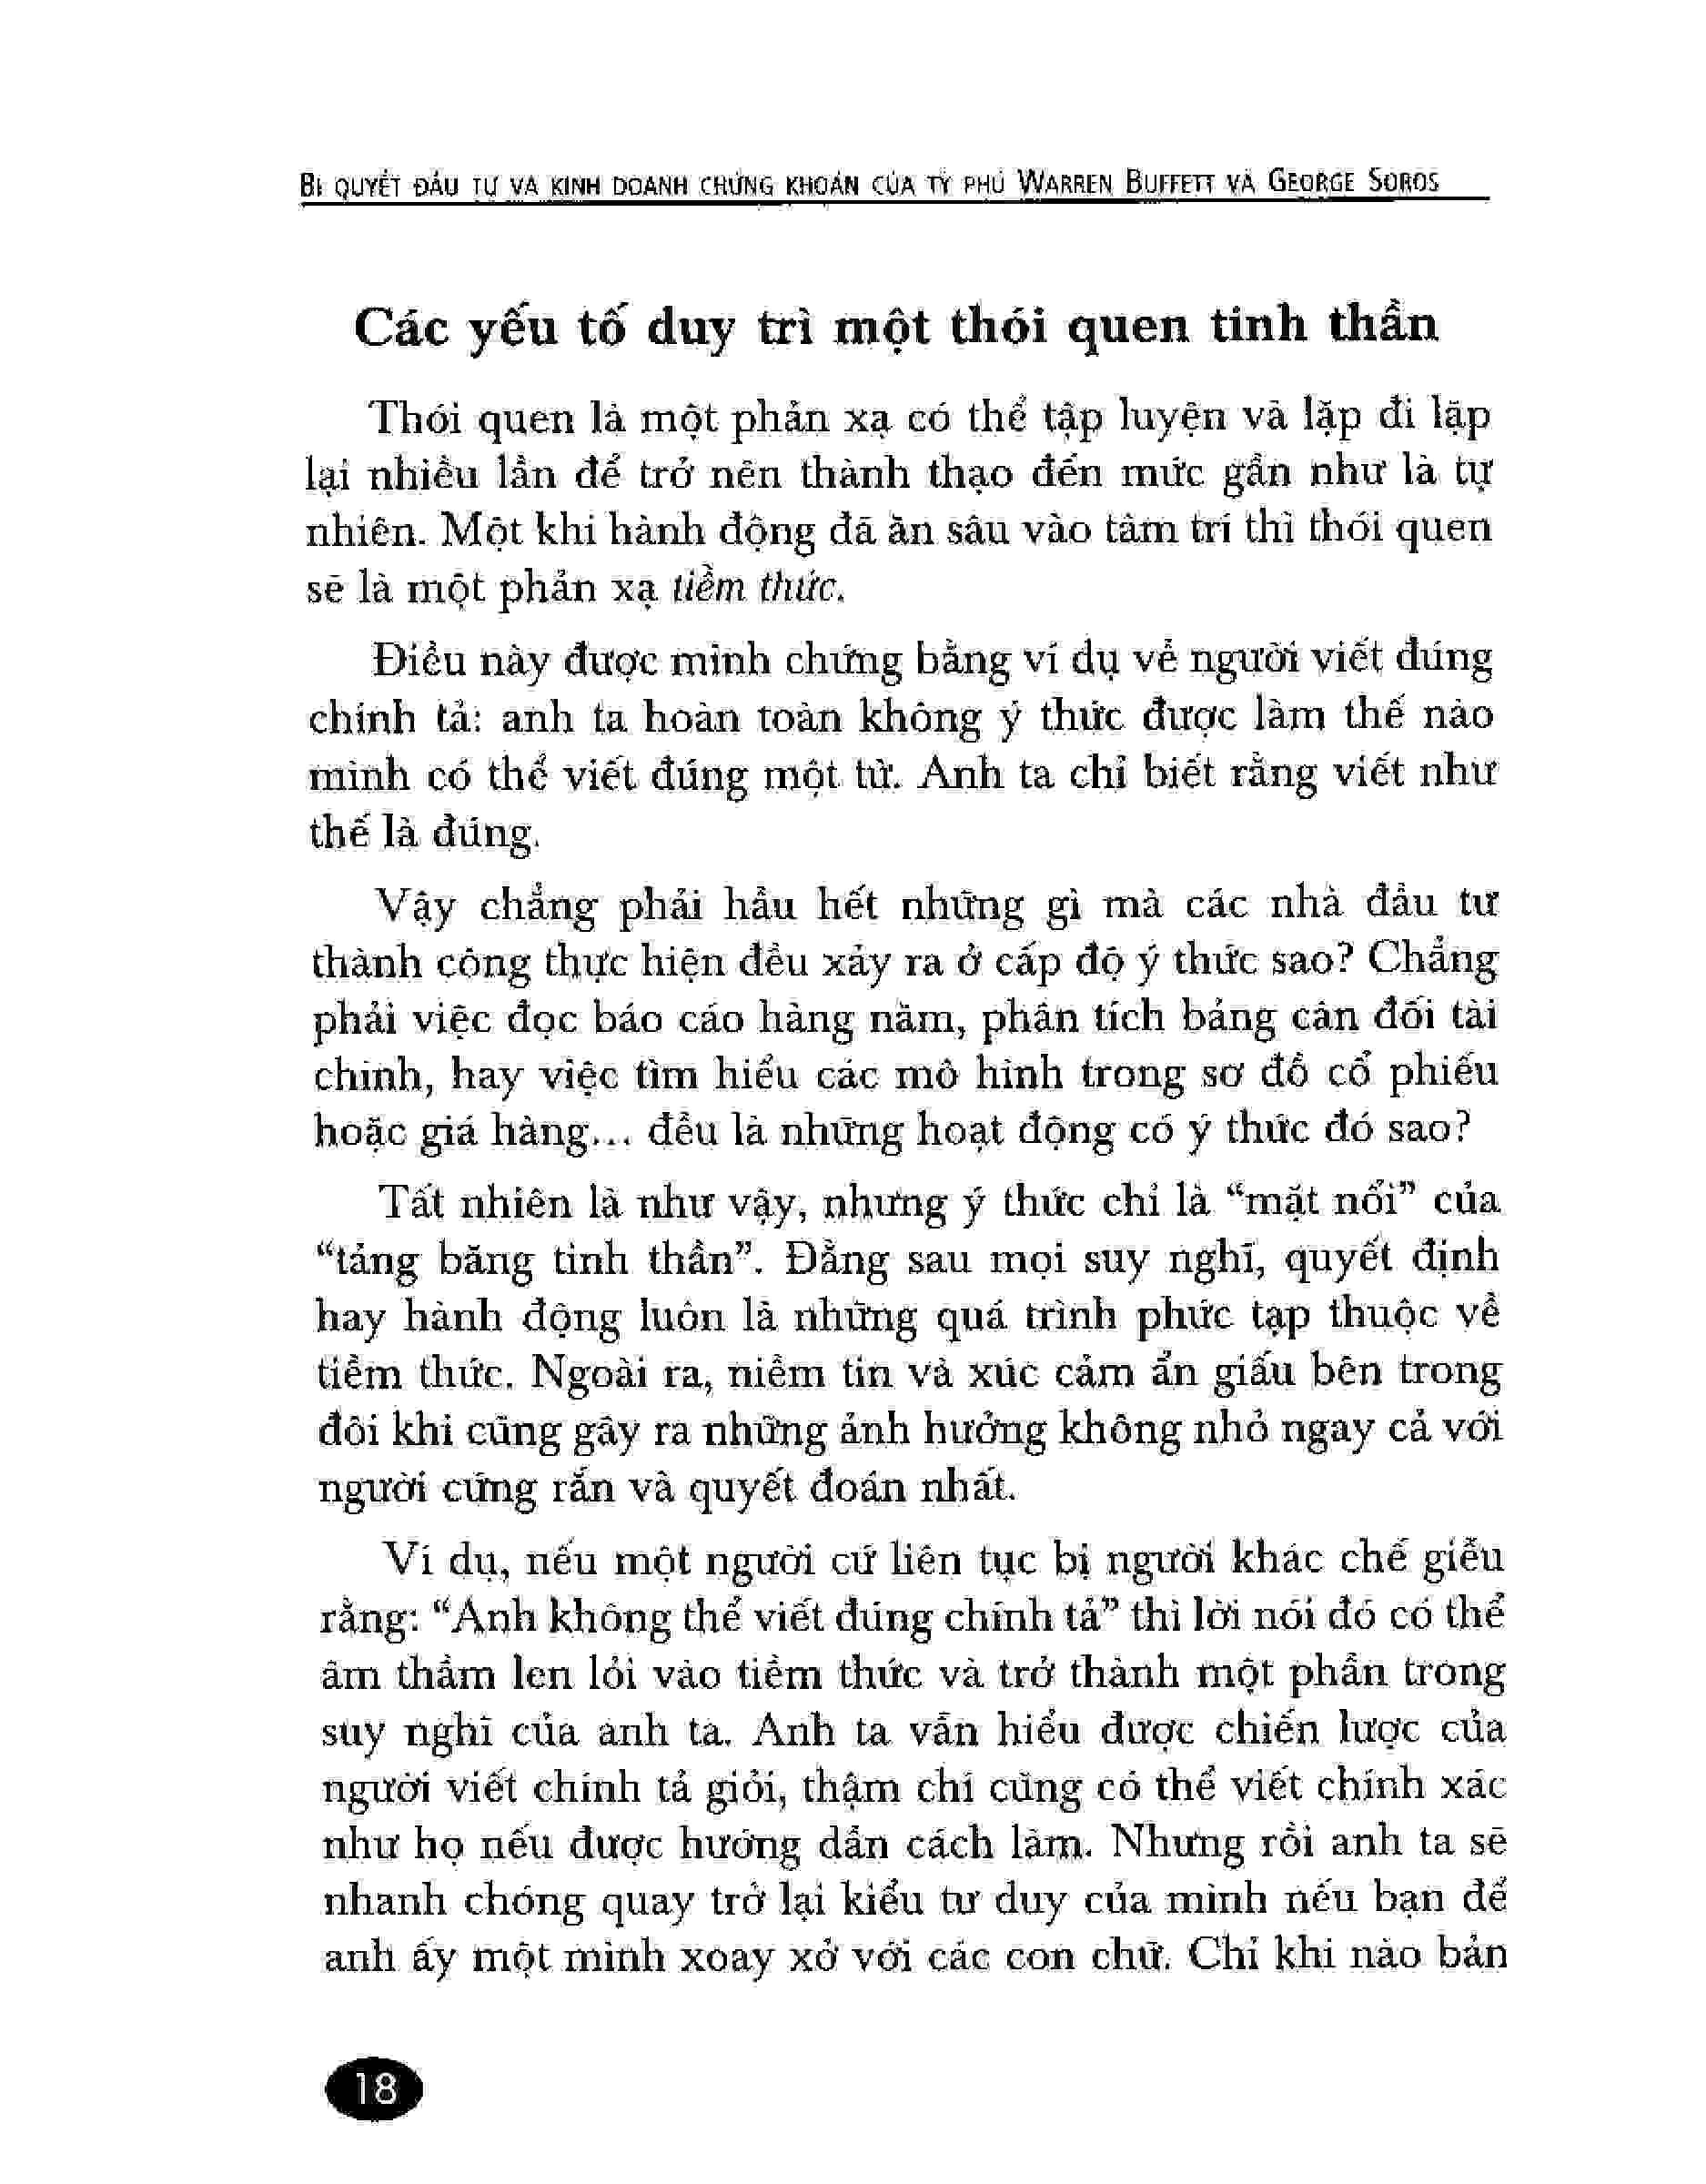 BÍ QUYẾT ĐẦU TƯ VÀ KINH DOANH CHỨNG KHOÁN CỦA TỶ PHÚ WARREN BUFFETT VÀ GEORGE SOROS
Các yếu tố duy trì một thói quen tinh thần
Thói quen là một phản xạ có thể tập luyện và lặp đi lặp
lại nhiều lần để trở nên thành thạo đến mức gần như là tự
nhiên. Một khi hành động đã ăn sâu vào tâm trí thì thói quen
sẽ là một phản xạ tiềm thức.
Điều này được minh chứng bằng ví dụ về người viết đúng
chính tả: anh ta hoàn toàn không ý thức được làm thế nào
mình có thể viết đúng một từ. Anh ta chỉ biết rằng viết như
thế là đúng.
Vậy chẳng phải hầu hết những gì mà các nhà đầu tư
thành công thực hiện đều xảy ra ở cấp độ ý thức sao? Chẳng
phải việc đọc báo cáo hàng năm, phân tích bảng cân đối tài
chính, hay việc tìm hiểu các mô hình trong sơ đồ cổ phiếu
hoặc giá hàng... đều là những hoạt động có ý thức đó sao?
Tất nhiên là như vậy, nhưng ý thức chỉ là “mặt nổi” của
“tảng băng tinh thần”. Đằng sau mọi suy nghĩ, quyết định
hay hành động luôn là những quá trình phức tạp thuộc về
tiềm thức. Ngoài ra, niềm tin và xúc cảm ẩn giấu bên trong
đôi khi cũng gây ra những ảnh hưởng không nhỏ ngay cả với
người cứng rắn và quyết đoán nhất.
Ví dụ, nếu một người cứ liên tục bị người khác chế giễu
rằng: “Anh không thể viết đúng chính tả” thì lời nói đó có thể
âm thầm len lỏi vào tiềm thức và trở thành một phần trong
suy nghĩ của anh ta. Anh ta vẫn hiểu được chiến lược của
người viết chính tả giỏi, thậm chí cũng có thể viết chính xác
như họ nếu được hướng dẫn cách làm. Nhưng rồi anh ta sẽ
nhanh chóng quay trở lại kiểu tư duy của mình nếu bạn để
anh ấy một mình xoay xở với các con chữ. Chỉ khi nào bản
18